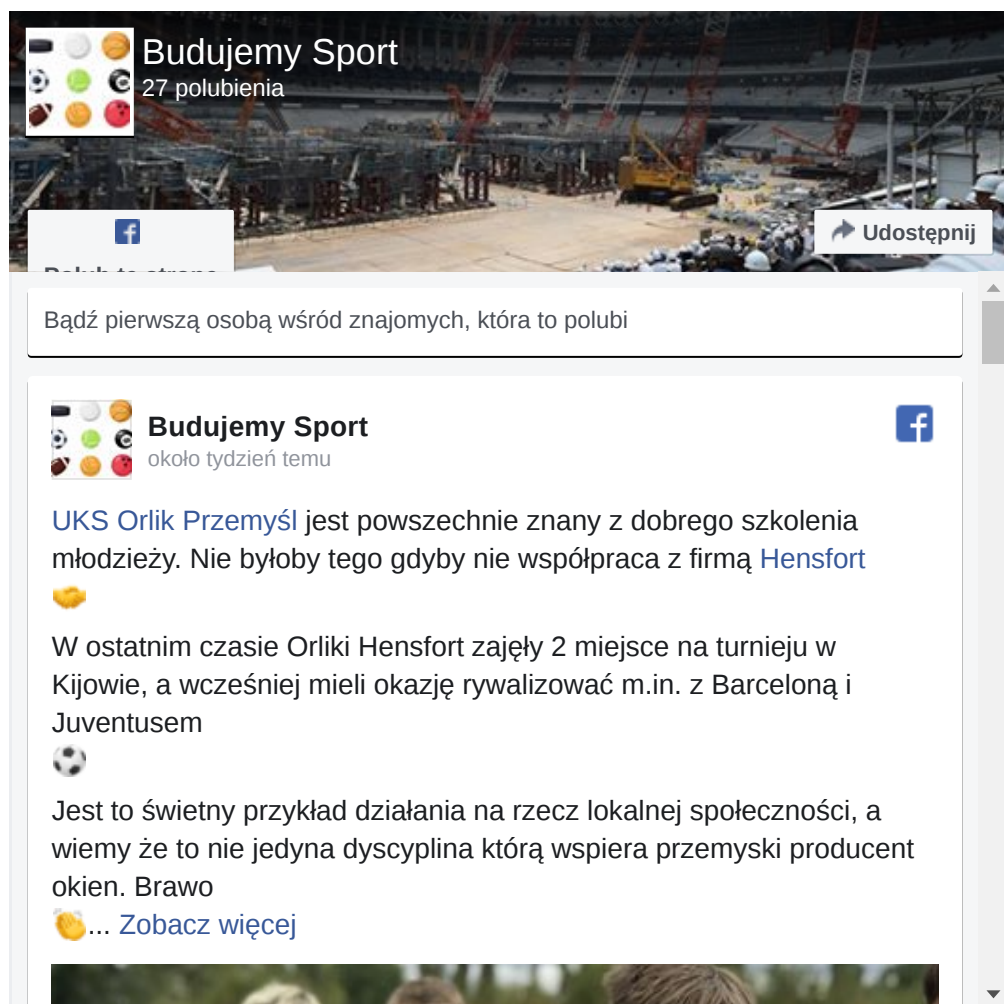 Budujemy Sport
27 polubienia
Udostępnij
Bądź pierwszą osobą wśród znajomych, która to polubi
Budujemy Sport
około tydzień temu
UKS Orlik Przemyśl jest powszechnie znany z dobrego szkolenia
młodzieży. Nie byłoby tego gdyby nie współpraca z firmą Hensfort
W ostatnim czasie Orliki Hensfort zajęły 2 miejsce na turnieju w
Kijowie, a wcześniej mieli okazję rywalizować m.in. z Barceloną i
Juventusem
Jest to świetny przykład działania na rzecz lokalnej społeczności, a
wiemy że to nie jedyna dyscyplina którą wspiera przemyski producent
okien. Brawo
... Zobacz więcej